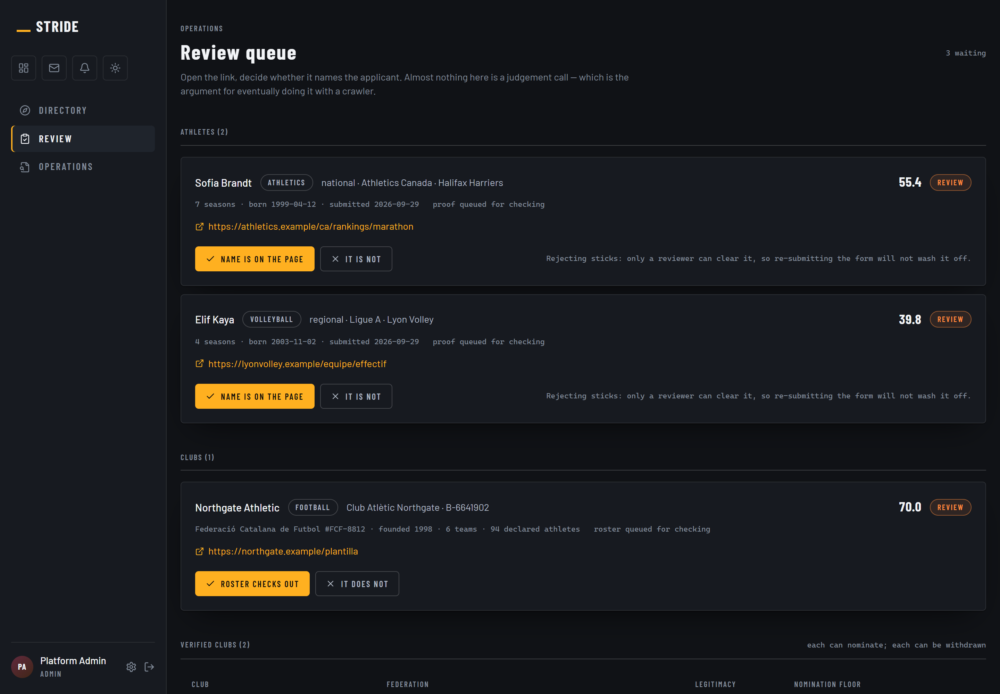 STRIDE
DIRECTORY
REVIEW
OPERATIONS
PA
Platform Admin
ADMIN
OPERATIONS
Review queue
3 waiting
Open the link, decide whether it names the applicant. Almost nothing here is a judgement call — which is the
argument for eventually doing it with a crawler.
ATHLETES (2)
Sofia Brandt ATHLETICS national · Athletics Canada · Halifax Harriers 55.4 REVIEW
7 seasons · born 1999-04-12 · submitted 2026-09-29 proof queued for checking
https://athletics.example/ca/rankings/marathon
NAME IS ON THE PAGE IT IS NOT Rejecting sticks: only a reviewer can clear it, so re-submitting the form will not wash it off.
Elif Kaya VOLLEYBALL regional · Ligue A · Lyon Volley 39.8 REVIEW
4 seasons · born 2003-11-02 · submitted 2026-09-29 proof queued for checking
https://lyonvolley.example/equipe/effectif
NAME IS ON THE PAGE IT IS NOT Rejecting sticks: only a reviewer can clear it, so re-submitting the form will not wash it off.
CLUBS (1)
Northgate Athletic FOOTBALL Club Atlètic Northgate · B-6641902 70.0 REVIEW
Federació Catalana de Futbol #FCF-8812 · founded 1998 · 6 teams · 94 declared athletes roster queued for checking
https://northgate.example/plantilla
ROSTER CHECKS OUT IT DOES NOT
VERIFIED CLUBS (2) each can nominate; each can be withdrawn
CLUB FEDERATION LEGITIMACY NOMINATION FLOOR